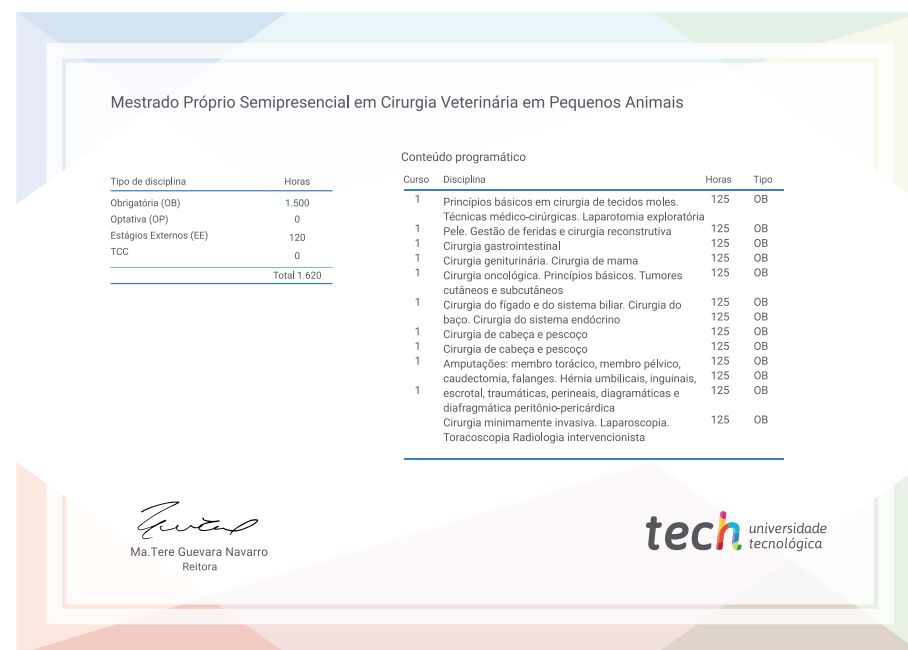 Mestrado Próprio Semipresencial em Cirurgia Veterinária em Pequenos Animais
Tipo de disciplina Horas
Obrigatória (OB) 1.500
Optativa (OP) 0
Estágios Externos (EE) 120
TCC 0
Total 1.620
Conteúdo programático
Curso Disciplina Horas Tipo
1 Princípios básicos em cirurgia de tecidos moles. 125 OB
Técnicas médico-cirúrgicas. Laparotomia exploratória
1 Pele. Gestão de feridas e cirurgia reconstrutiva 125 OB
1 Cirurgia gastrointestinal 125 OB
1 Cirurgia geniturinária. Cirurgia de mama 125 OB
1 Cirurgia oncológica. Princípios básicos. Tumores 125 OB
cutâneos e subcutâneos
1 Cirurgia do fígado e do sistema biliar. Cirurgia do 125 OB
baço. Cirurgia do sistema endócrino 125 OB
1 Cirurgia de cabeça e pescoço 125 OB
1 Cirurgia de cabeça e pescoço 125 OB
1 Amputações: membro torácico, membro pélvico, 125 OB
caudectomia, falanges. Hérnia umbilicais, inguinais, 125 OB
1 escrotal, traumáticas, perineais, diagramáticas e 125 OB
diafragmática peritônio-pericárdica
Cirurgia minimamente invasiva. Laparoscopia. 125 OB
Toracoscopia Radiologia intervencionista
Ma.Tere Guevara Navarro
Reitora
tech universidade
tecnológica